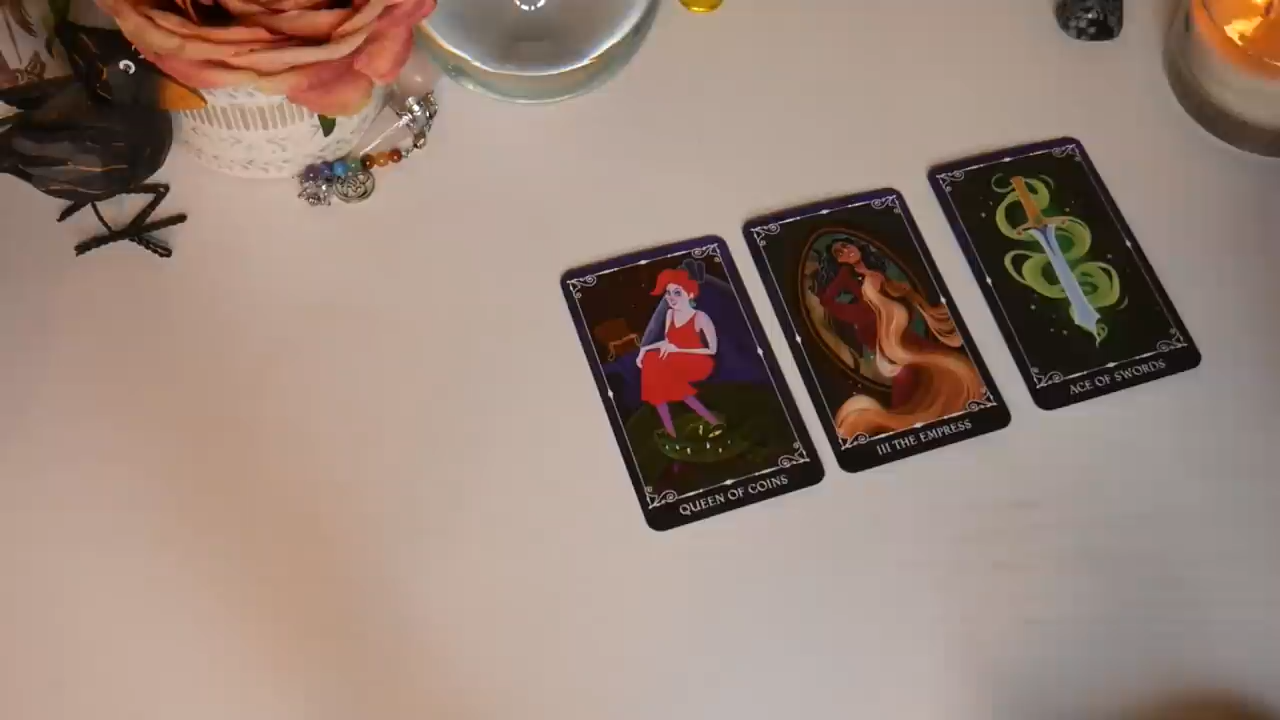 QUEEN OF COINS
III THE EMPRESS
ACE OF SWORDS